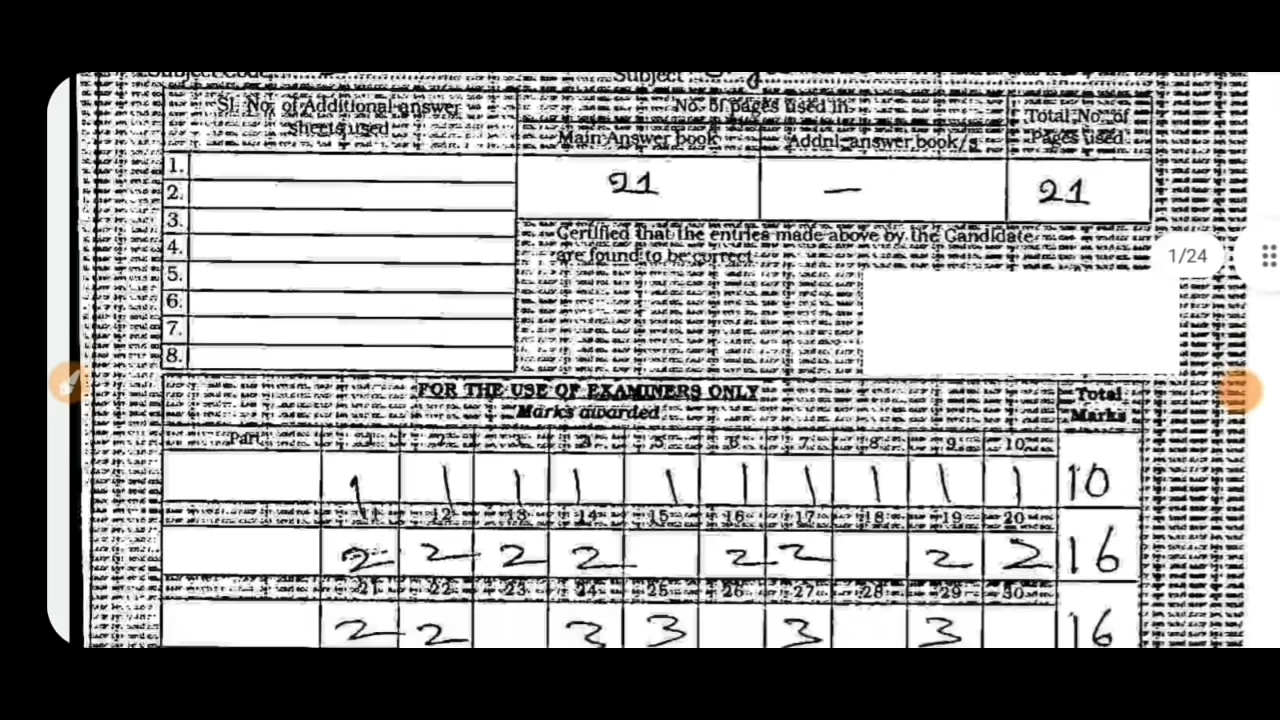 Subject Code
Subject
Sl. No. of Additional answer sheets used
No. of pages used in
Total No. of Pages used
Main Answer book
Addnl. answer book/s
1.
2.
3.
4.
5.
6.
7.
8.
21
—
21
Certified that the entries made above by the Candidate
are found to be correct
1/24
FOR THE USE OF EXAMINERS ONLY
Marks awarded
Total
Marks
Part 1 2 3 4 5 6 7 8 9 10
1 1 1 1 1 1 1 1 1 1 10
11 12 13 14 15 16 17 18 19 20
2 2 2 2 2 2 2 2 16
21 22 23 24 25 26 27 28 29 30
2 2 3 3 3 3 16